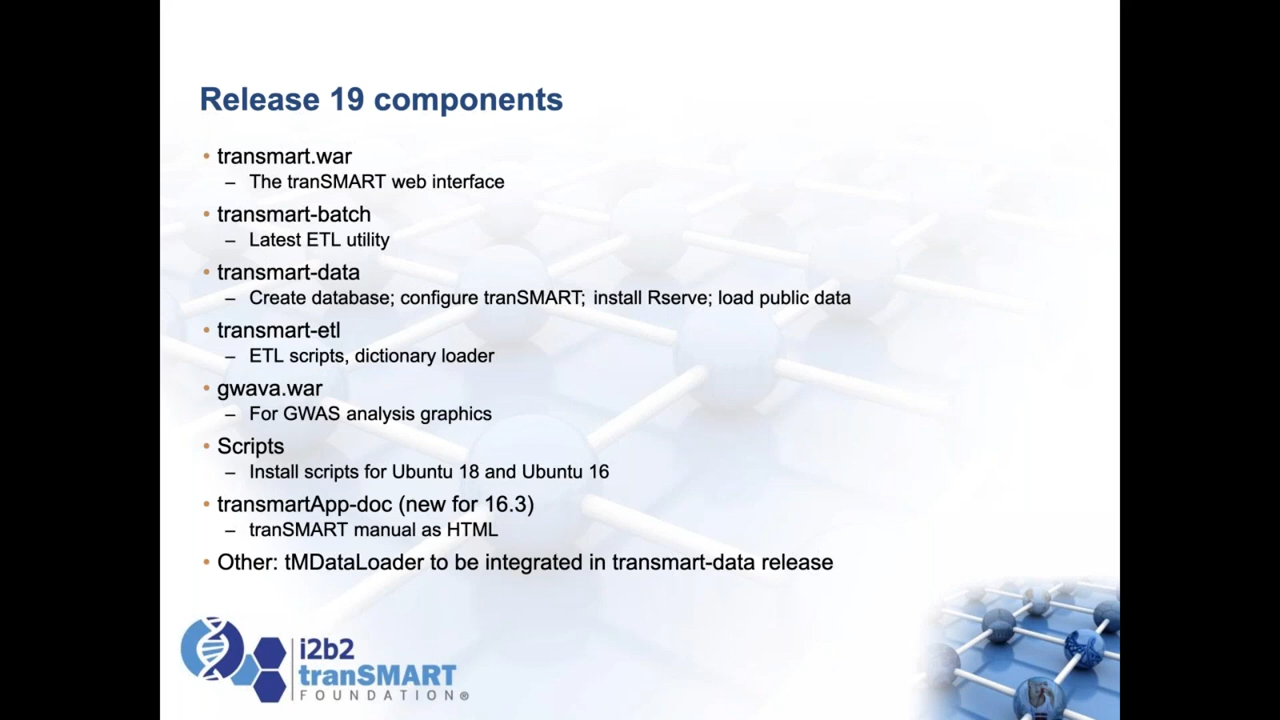 Release 19 components
• transmart.war
– The tranSMART web interface
• transmart-batch
– Latest ETL utility
• transmart-data
– Create database; configure tranSMART; install Rserve; load public data
• transmart-etl
– ETL scripts, dictionary loader
• gwava.war
– For GWAS analysis graphics
• Scripts
– Install scripts for Ubuntu 18 and Ubuntu 16
• transmartApp-doc (new for 16.3)
– tranSMART manual as HTML
• Other: tMDataLoader to be integrated in transmart-data release
i2b2
tranSMART
FOUNDATION®